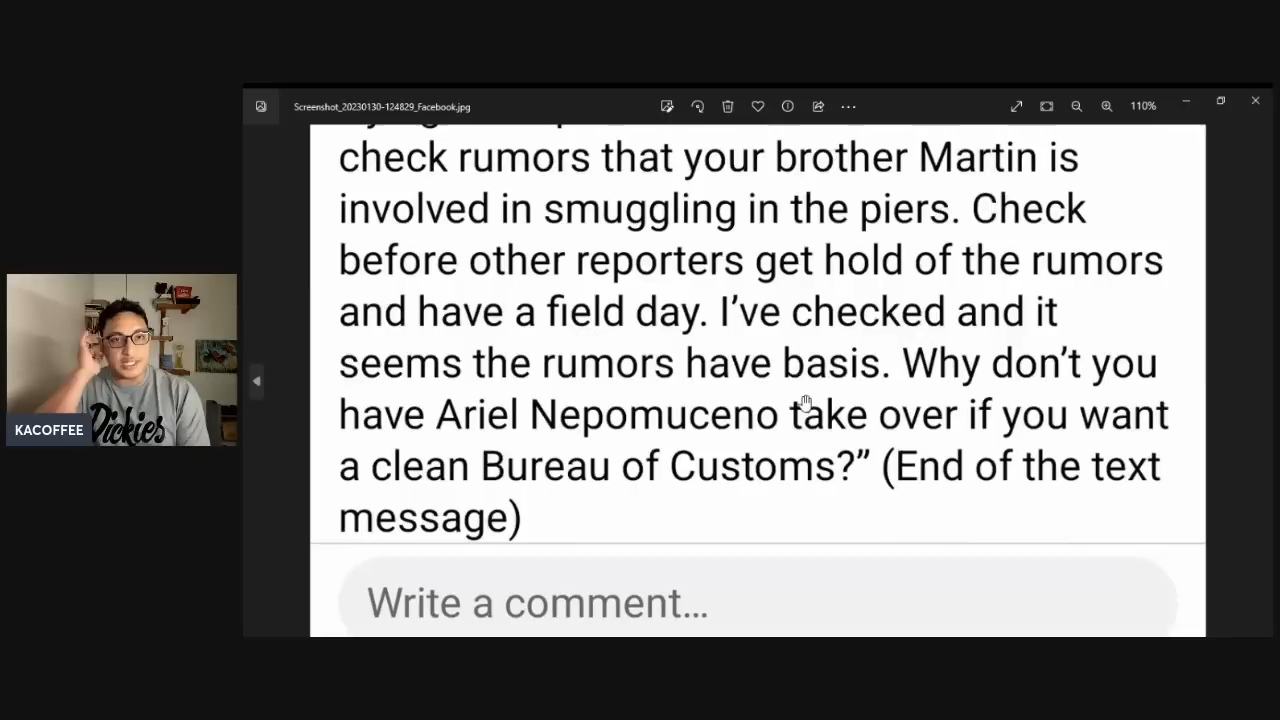 Screenshot_20230130-124829_Facebook.jpg
110%
check rumors that your brother Martin is
involved in smuggling in the piers. Check
before other reporters get hold of the rumors
and have a field day. I’ve checked and it
seems the rumors have basis. Why don’t you
have Ariel Nepomuceno take over if you want
a clean Bureau of Customs?” (End of the text
message)
Write a comment...
Dickies
KACOFFEE